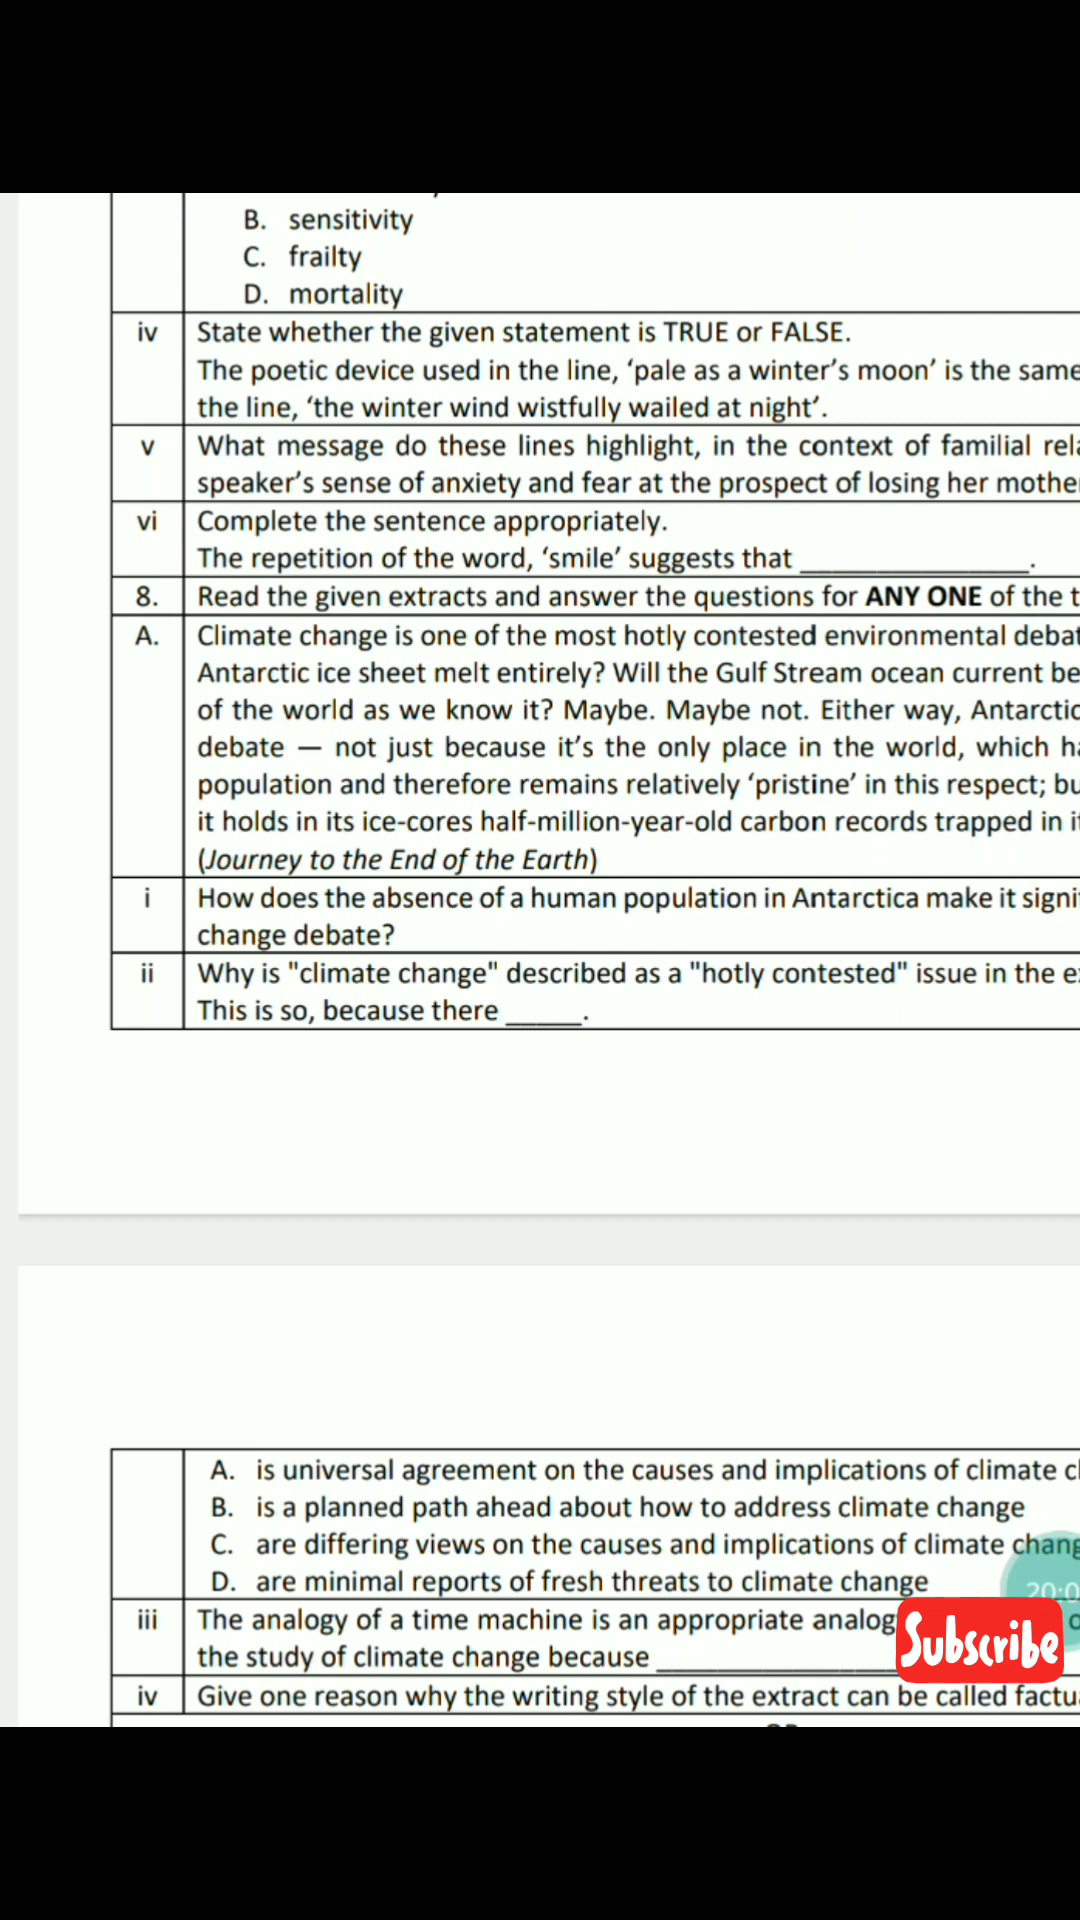 B. sensitivity
C. frailty
D. mortality
iv State whether the given statement is TRUE or FALSE.
The poetic device used in the line, ‘pale as a winter’s moon’ is the same
the line, ‘the winter wind wistfully wailed at night’.
v What message do these lines highlight, in the context of familial rela
speaker’s sense of anxiety and fear at the prospect of losing her mothe
vi Complete the sentence appropriately.
The repetition of the word, ‘smile’ suggests that _______________.
8. Read the given extracts and answer the questions for ANY ONE of the t
A. Climate change is one of the most hotly contested environmental debat
Antarctic ice sheet melt entirely? Will the Gulf Stream ocean current be
of the world as we know it? Maybe. Maybe not. Either way, Antarctic
debate — not just because it’s the only place in the world, which ha
population and therefore remains relatively ‘pristine’ in this respect; bu
it holds in its ice-cores half-million-year-old carbon records trapped in it
(Journey to the End of the Earth)
i How does the absence of a human population in Antarctica make it signi
change debate?
ii Why is "climate change" described as a "hotly contested" issue in the e
This is so, because there _____.
A. is universal agreement on the causes and implications of climate c
B. is a planned path ahead about how to address climate change
C. are differing views on the causes and implications of climate chang
D. are minimal reports of fresh threats to climate change
20:0
iii The analogy of a time machine is an appropriate analog
Subscribe
the study of climate change because _______________
iv Give one reason why the writing style of the extract can be called factua